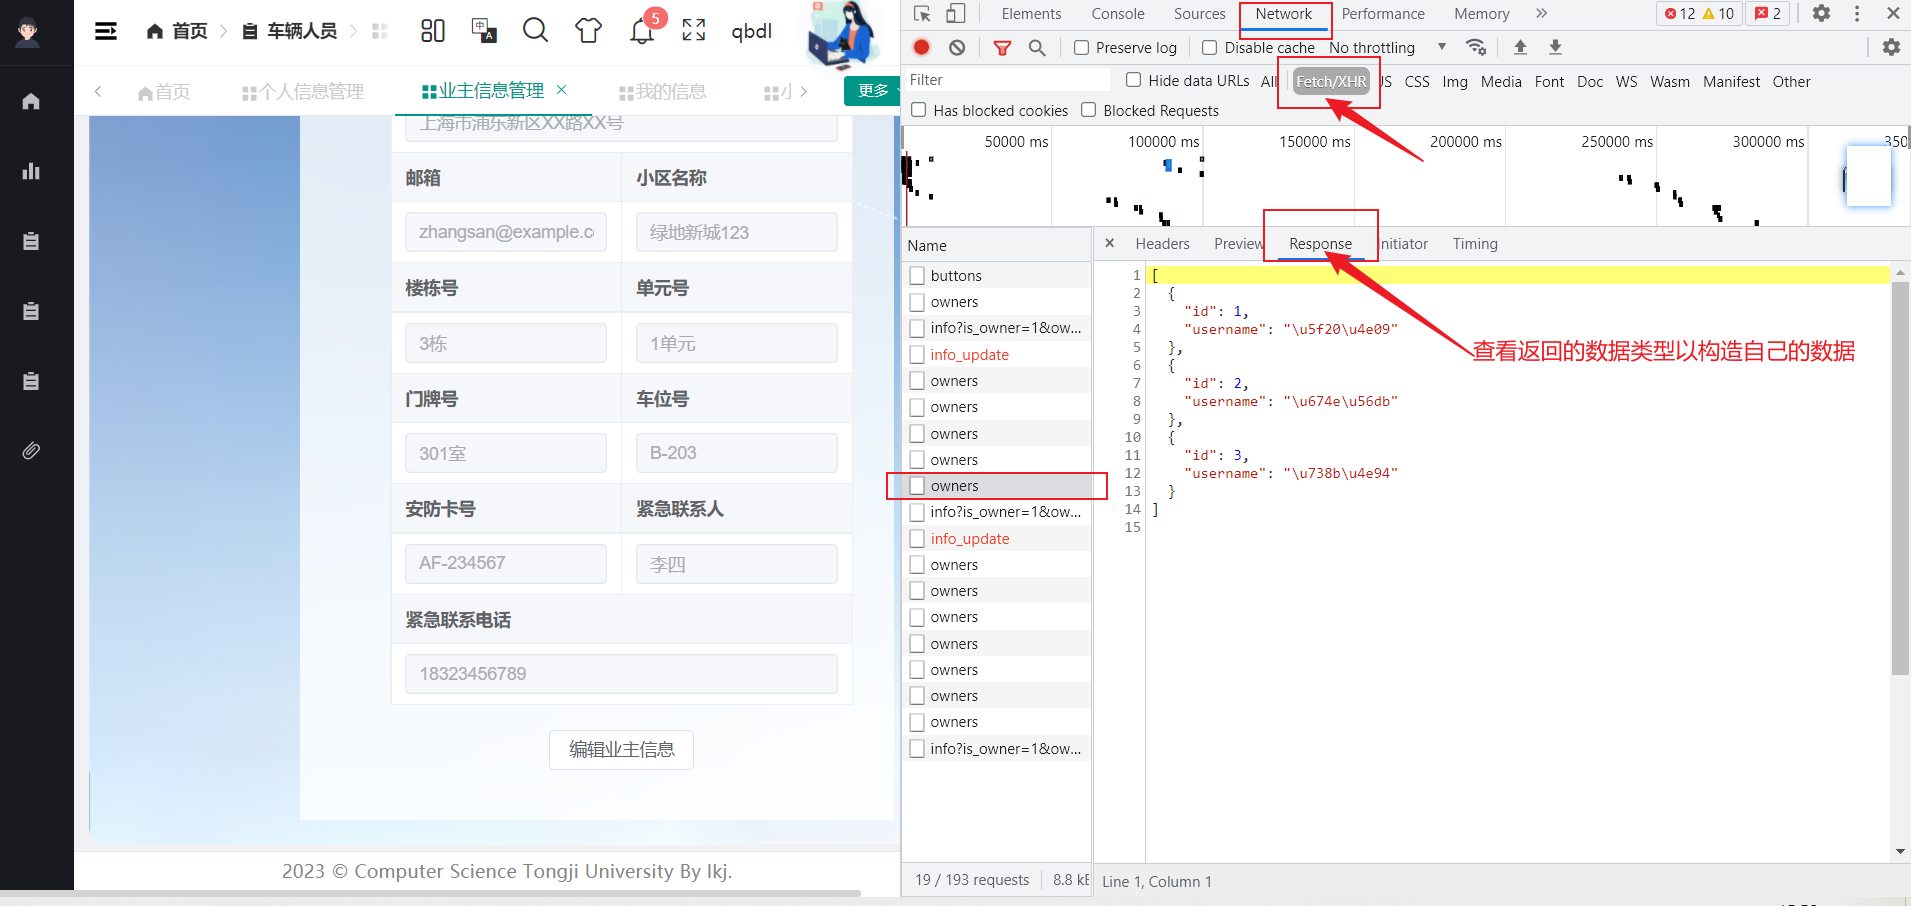 首页
车辆人员
中
A
5
qbdl
首页
个人信息管理
业主信息管理
我的信息
更多
上海市浦东新区XX路XX号
邮箱
小区名称
zhangsan@example.c
绿地新城123
楼栋号
单元号
3栋
1单元
门牌号
车位号
301室
B-203
安防卡号
紧急联系人
AF-234567
李四
紧急联系电话
18323456789
编辑业主信息
2023 © Computer Science Tongji University By lkj.
Elements Console Sources Network Performance Memory
12 10 2
Preserve log Disable cache No throttling
Filter
Hide data URLs All Fetch/XHR JS CSS Img Media Font Doc WS Wasm Manifest Other
Has blocked cookies Blocked Requests
50000 ms 100000 ms 150000 ms 200000 ms 250000 ms 300000 ms 350
Name
buttons
owners
info?is_owner=1&ow...
info_update
owners
owners
owners
owners
owners
info?is_owner=1&ow...
info_update
owners
owners
owners
owners
owners
owners
owners
info?is_owner=1&ow...
19 / 193 requests 8.8 kE
Headers Preview Response Initiator Timing
1 [
2 {
3 "id": 1,
4 "username": "\u5f20\u4e09"
5 },
6 {
7 "id": 2,
8 "username": "\u674e\u56db"
9 },
10 {
11 "id": 3,
12 "username": "\u738b\u4e94"
13 }
14 ]
15
查看返回的数据类型以构造自己的数据
Line 1, Column 1